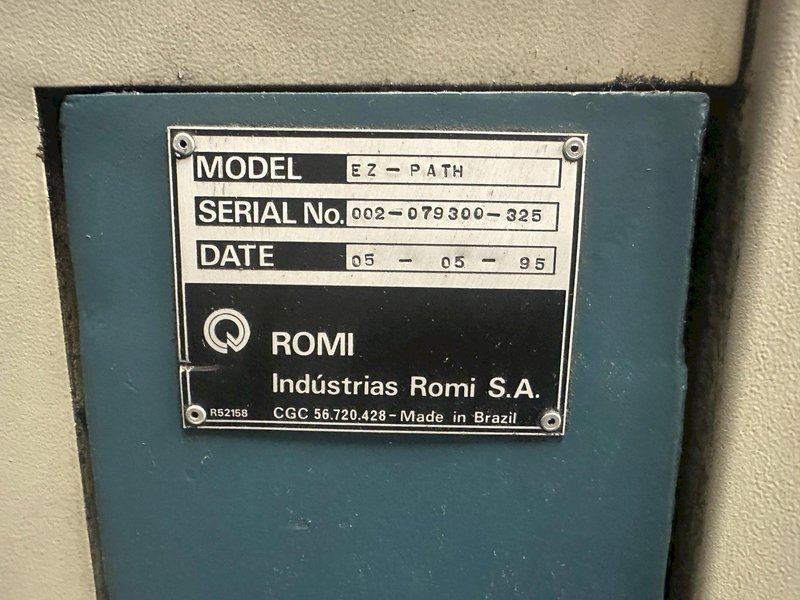 MODEL EZ-PATH
SERIAL No. 002-079300-325
DATE 05 - 05 - 95
ROMI
Indústrias Romi S.A.
R52158 CGC 56.720.428-Made in Brazil